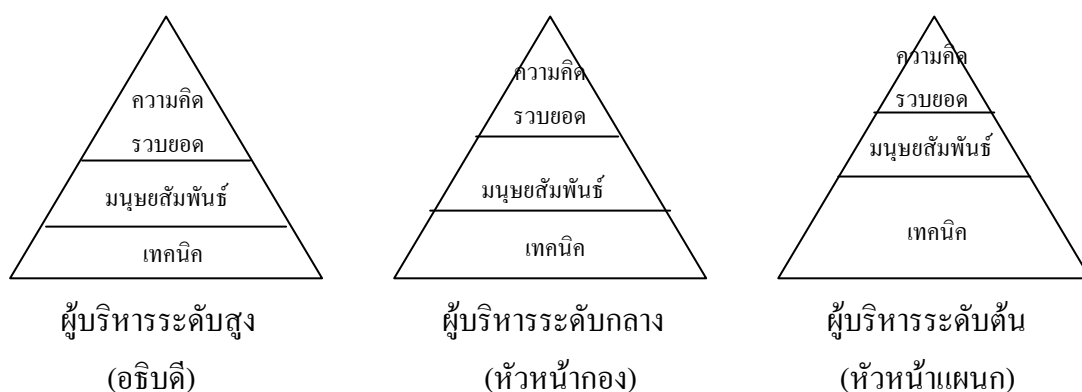 ความคิด
รวบยอด
มนุษยสัมพันธ์
เทคนิค
ผู้บริหารระดับสูง
(อธิบดี)
ความคิด
รวบยอด
มนุษยสัมพันธ์
เทคนิค
ผู้บริหารระดับกลาง
(หัวหน้ากอง)
ความคิด
รวบยอด
มนุษยสัมพันธ์
เทคนิค
ผู้บริหารระดับต้น
(หัวหน้าแผนก)